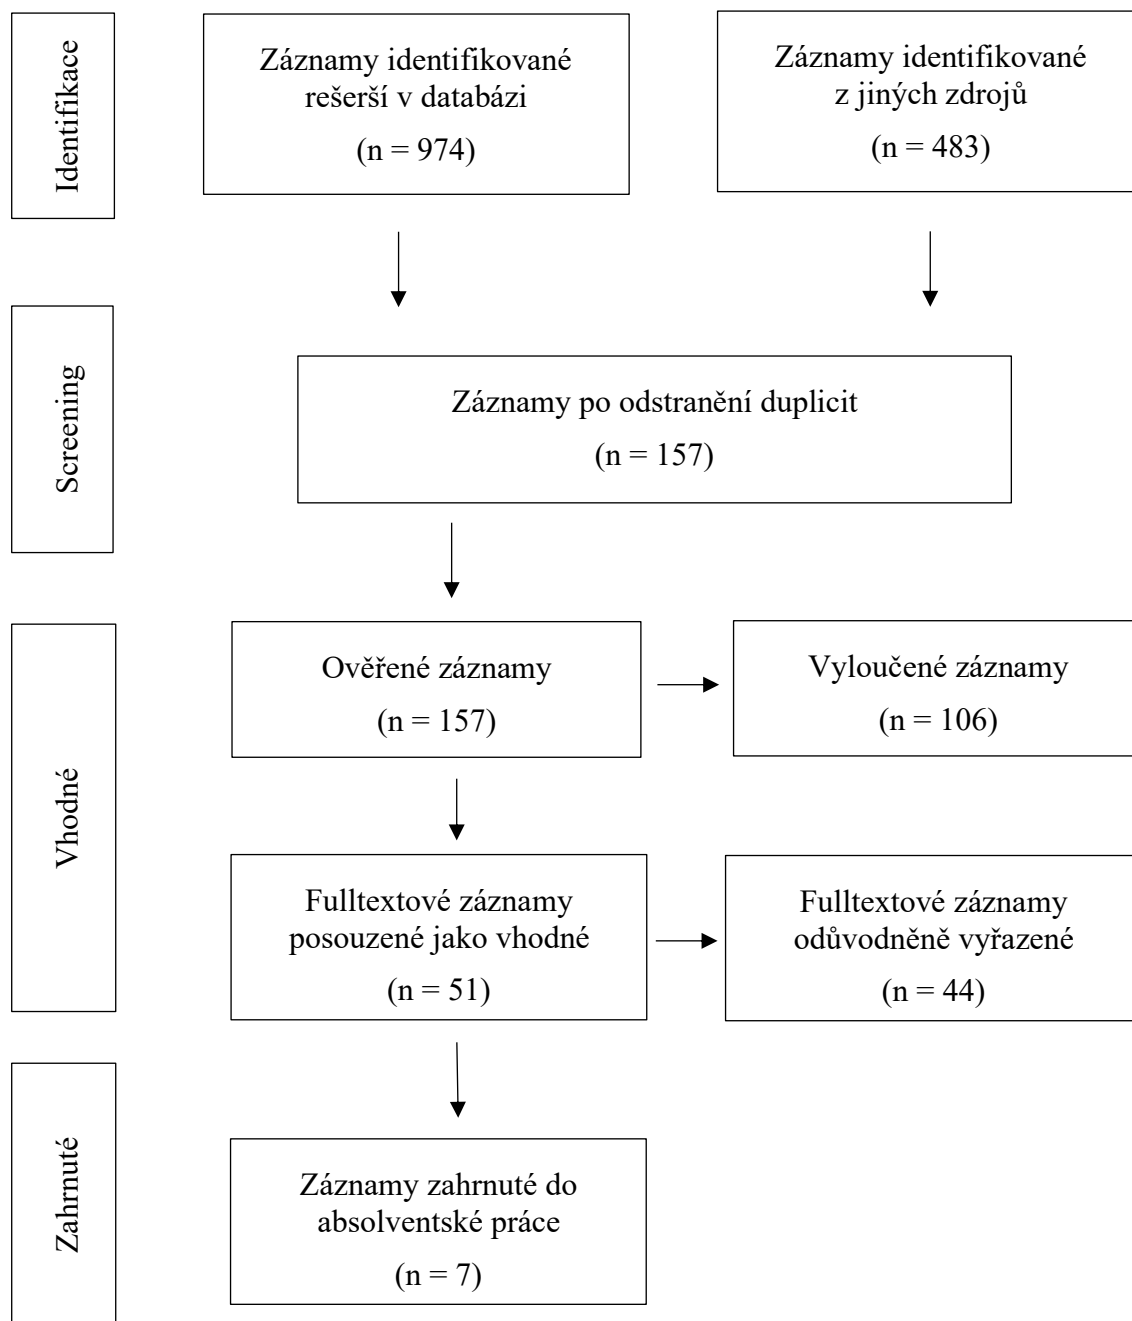 Identifikace
Záznamy identifikované
rešerší v databázi
(n = 974)
Záznamy identifikované
z jiných zdrojů
(n = 483)
Screening
Záznamy po odstranění duplicit
(n = 157)
Vhodné
Ověřené záznamy
(n = 157)
Vyloučené záznamy
(n = 106)
Fulltextové záznamy
posouzené jako vhodné
(n = 51)
Fulltextové záznamy
odůvodněně vyřazené
(n = 44)
Zahrnuté
Záznamy zahrnuté do
absolventské práce
(n = 7)